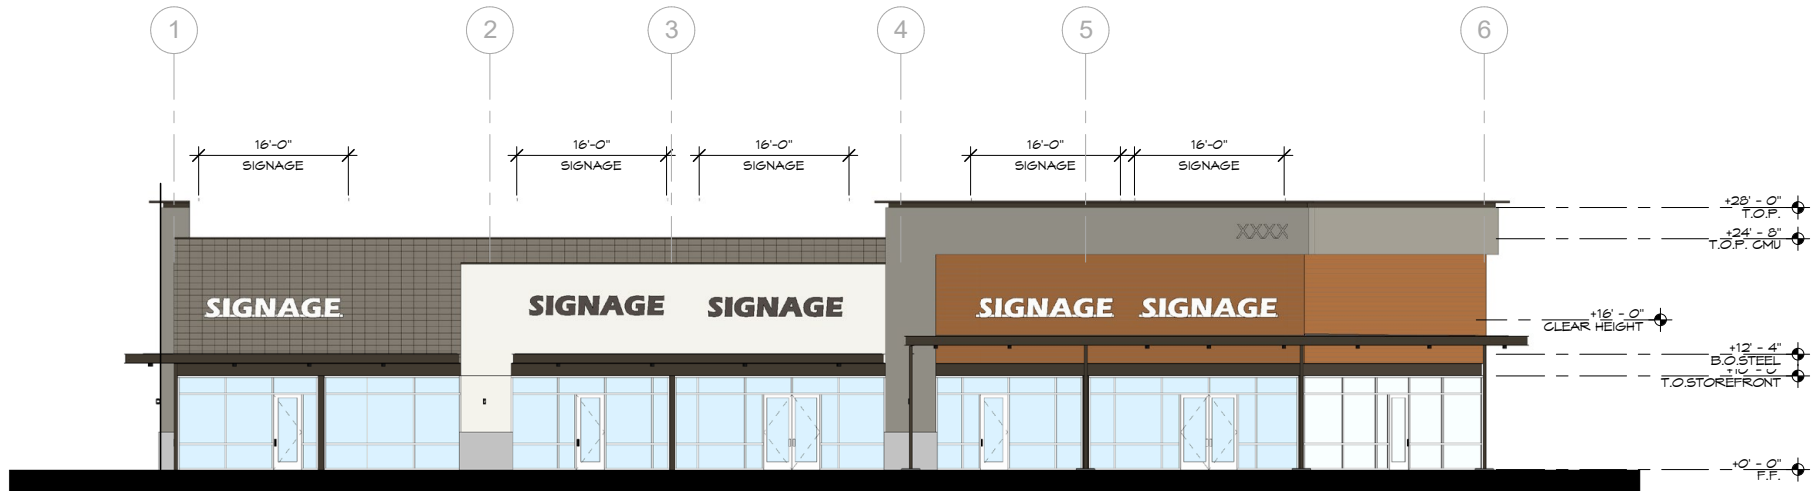 1 2 3 4 5 6
16'-0" 16'-0" 16'-0" 16'-0" 16'-0"
SIGNAGE SIGNAGE SIGNAGE SIGNAGE SIGNAGE
+28' - 0"
T.O.P.
XXXX
+24' - 8"
T.O.P. CMU
SIGNAGE SIGNAGE SIGNAGE SIGNAGE SIGNAGE
+16' - 0"
CLEAR HEIGHT
+12' - 4"
B.O.STEEL
T.O.STOREFRONT
+0' - 0"
F.F.